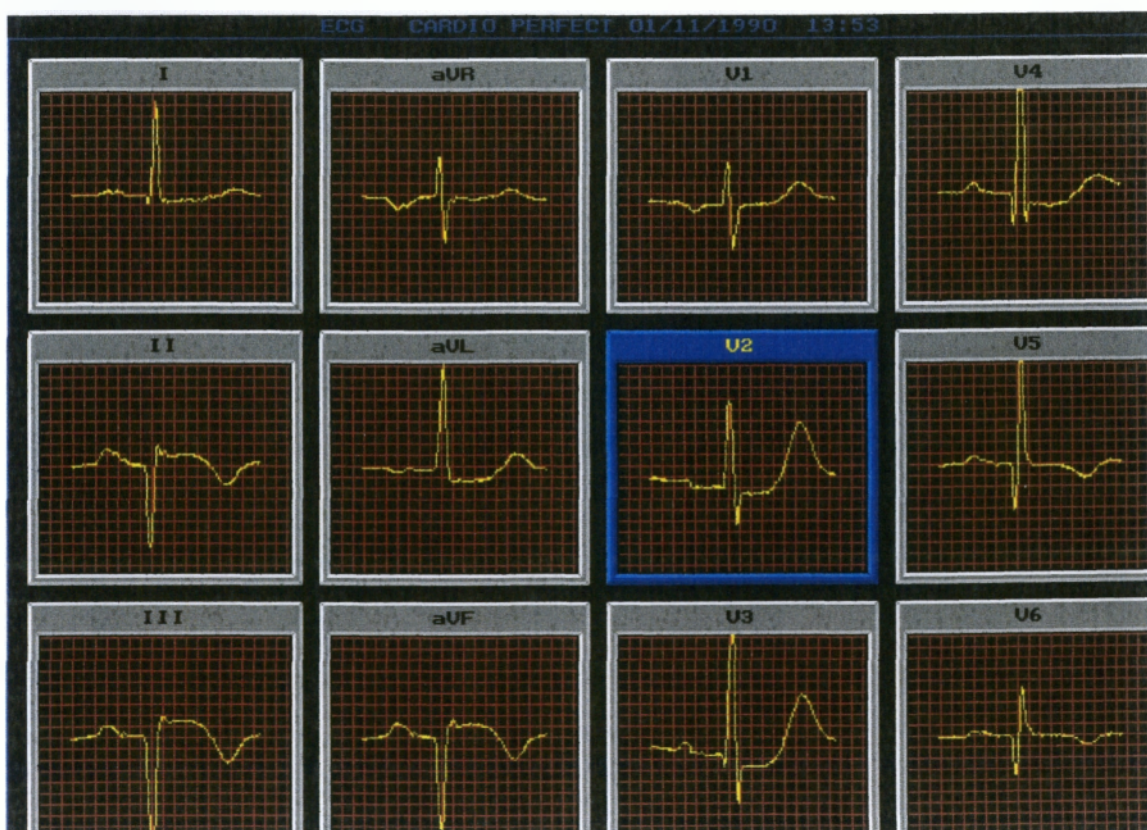 ECG CARDIO PERFECT 01/11/1990 13:53
I aVR V1 V4
II aVL V2 V5
III aVF V3 V6